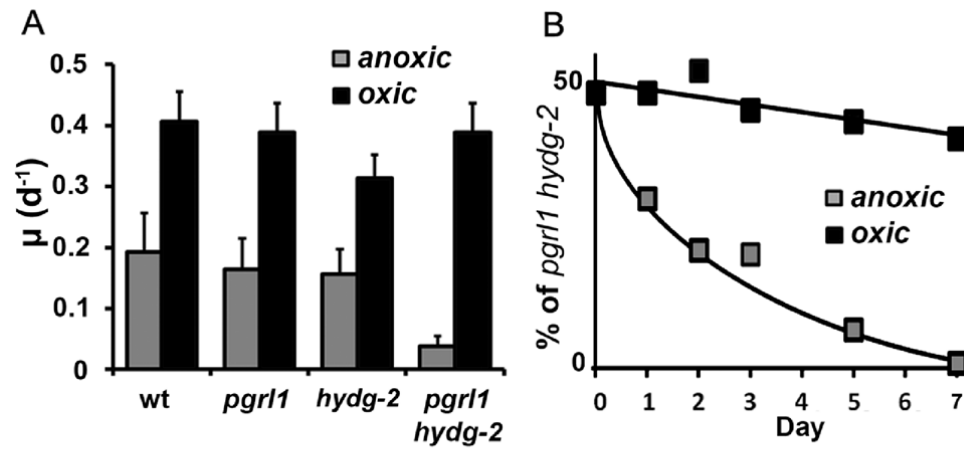 A
anoxic
oxic
0.5
0.4
0.3
0.2
0.1
0
µ (d⁻¹)
wt
pgrl1
hydg-2
pgrl1
hydg-2
B
50
0
% of pgrl1 hydg-2
anoxic
oxic
0 1 2 3 4 5 6 7
Day